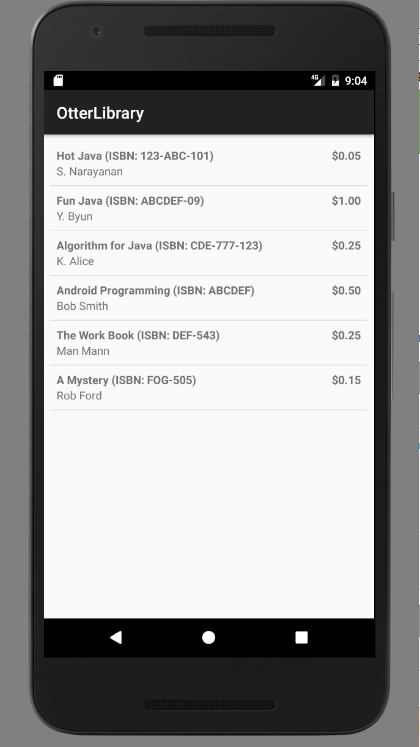 4G 9:04
OtterLibrary
Hot Java (ISBN: 123-ABC-101) $0.05
S. Narayanan
Fun Java (ISBN: ABCDEF-09) $1.00
Y. Byun
Algorithm for Java (ISBN: CDE-777-123) $0.25
K. Alice
Android Programming (ISBN: ABCDEF) $0.50
Bob Smith
The Work Book (ISBN: DEF-543) $0.25
Man Mann
A Mystery (ISBN: FOG-505) $0.15
Rob Ford